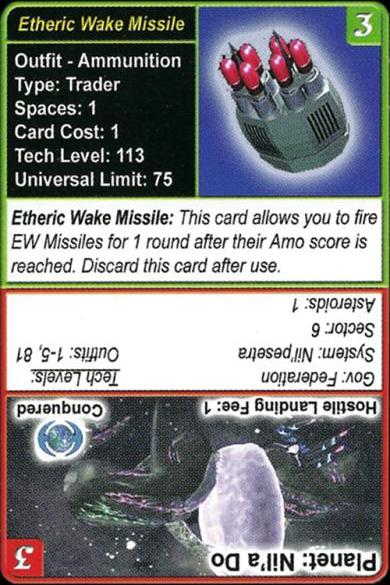 Etheric Wake Missile
3
Outfit - Ammunition
Type: Trader
Spaces: 1
Card Cost: 1
Tech Level: 113
Universal Limit: 75
Etheric Wake Missile: This card allows you to fire
EW Missiles for 1 round after their Amo score is
reached. Discard this card after use.
Planet: Nil'a Do
3
Hostile Landing Fee: 1
Conquered
Gov: Federation
System: Nil'pesetra
Sector: 6
Asteroids: 1
Tech Levels:
Outfits: 1-5, 81